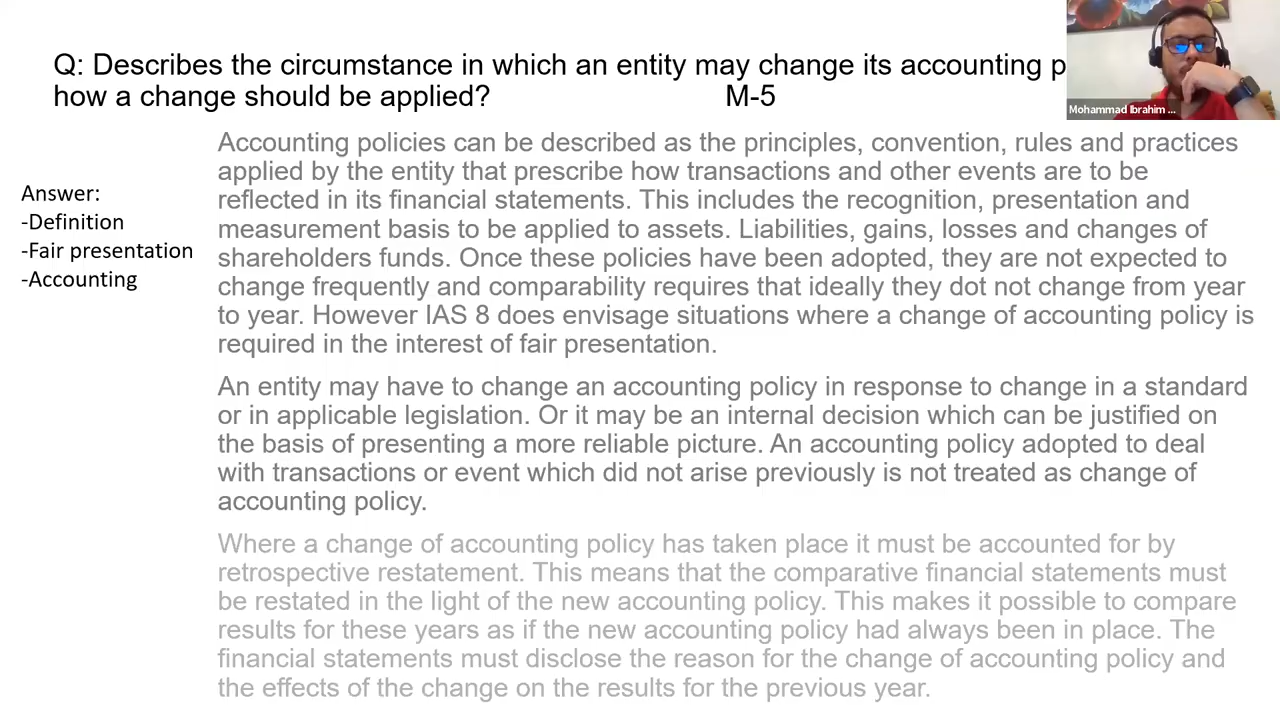 Q: Describes the circumstance in which an entity may change its accounting
how a change should be applied? M-5
Mohammad Ibrahim ...
Answer:
-Definition
-Fair presentation
-Accounting
Accounting policies can be described as the principles, convention, rules and practices
applied by the entity that prescribe how transactions and other events are to be
reflected in its financial statements. This includes the recognition, presentation and
measurement basis to be applied to assets. Liabilities, gains, losses and changes of
shareholders funds. Once these policies have been adopted, they are not expected to
change frequently and comparability requires that ideally they dot not change from year
to year. However IAS 8 does envisage situations where a change of accounting policy is
required in the interest of fair presentation.
An entity may have to change an accounting policy in response to change in a standard
or in applicable legislation. Or it may be an internal decision which can be justified on
the basis of presenting a more reliable picture. An accounting policy adopted to deal
with transactions or event which did not arise previously is not treated as change of
accounting policy.
Where a change of accounting policy has taken place it must be accounted for by
retrospective restatement. This means that the comparative financial statements must
be restated in the light of the new accounting policy. This makes it possible to compare
results for these years as if the new accounting policy had always been in place. The
financial statements must disclose the reason for the change of accounting policy and
the effects of the change on the results for the previous year.